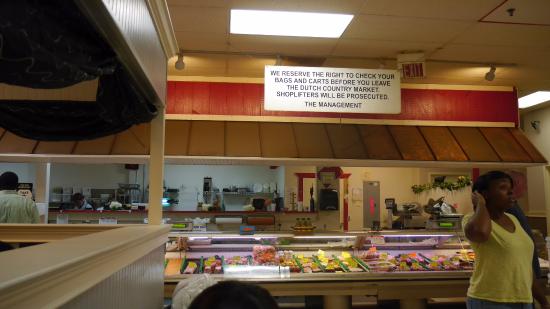 WE RESERVE THE RIGHT TO CHECK YOUR
BAGS AND CARTS BEFORE YOU LEAVE
THE DUTCH COUNTRY MARKET.
SHOPLIFTERS WILL BE PROSECUTED.
THE MANAGEMENT
EXIT